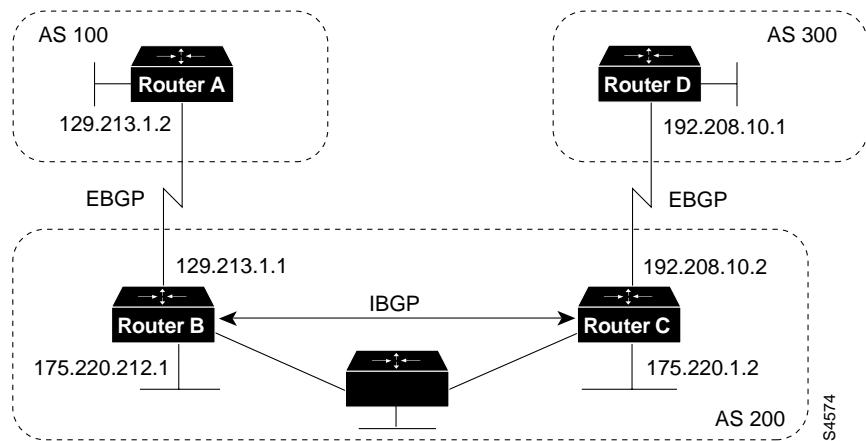 AS 100
AS 300
Router A
Router D
129.213.1.2
192.208.10.1
EBGP
EBGP
129.213.1.1
192.208.10.2
IBGP
Router B
Router C
175.220.212.1
175.220.1.2
AS 200
S4574